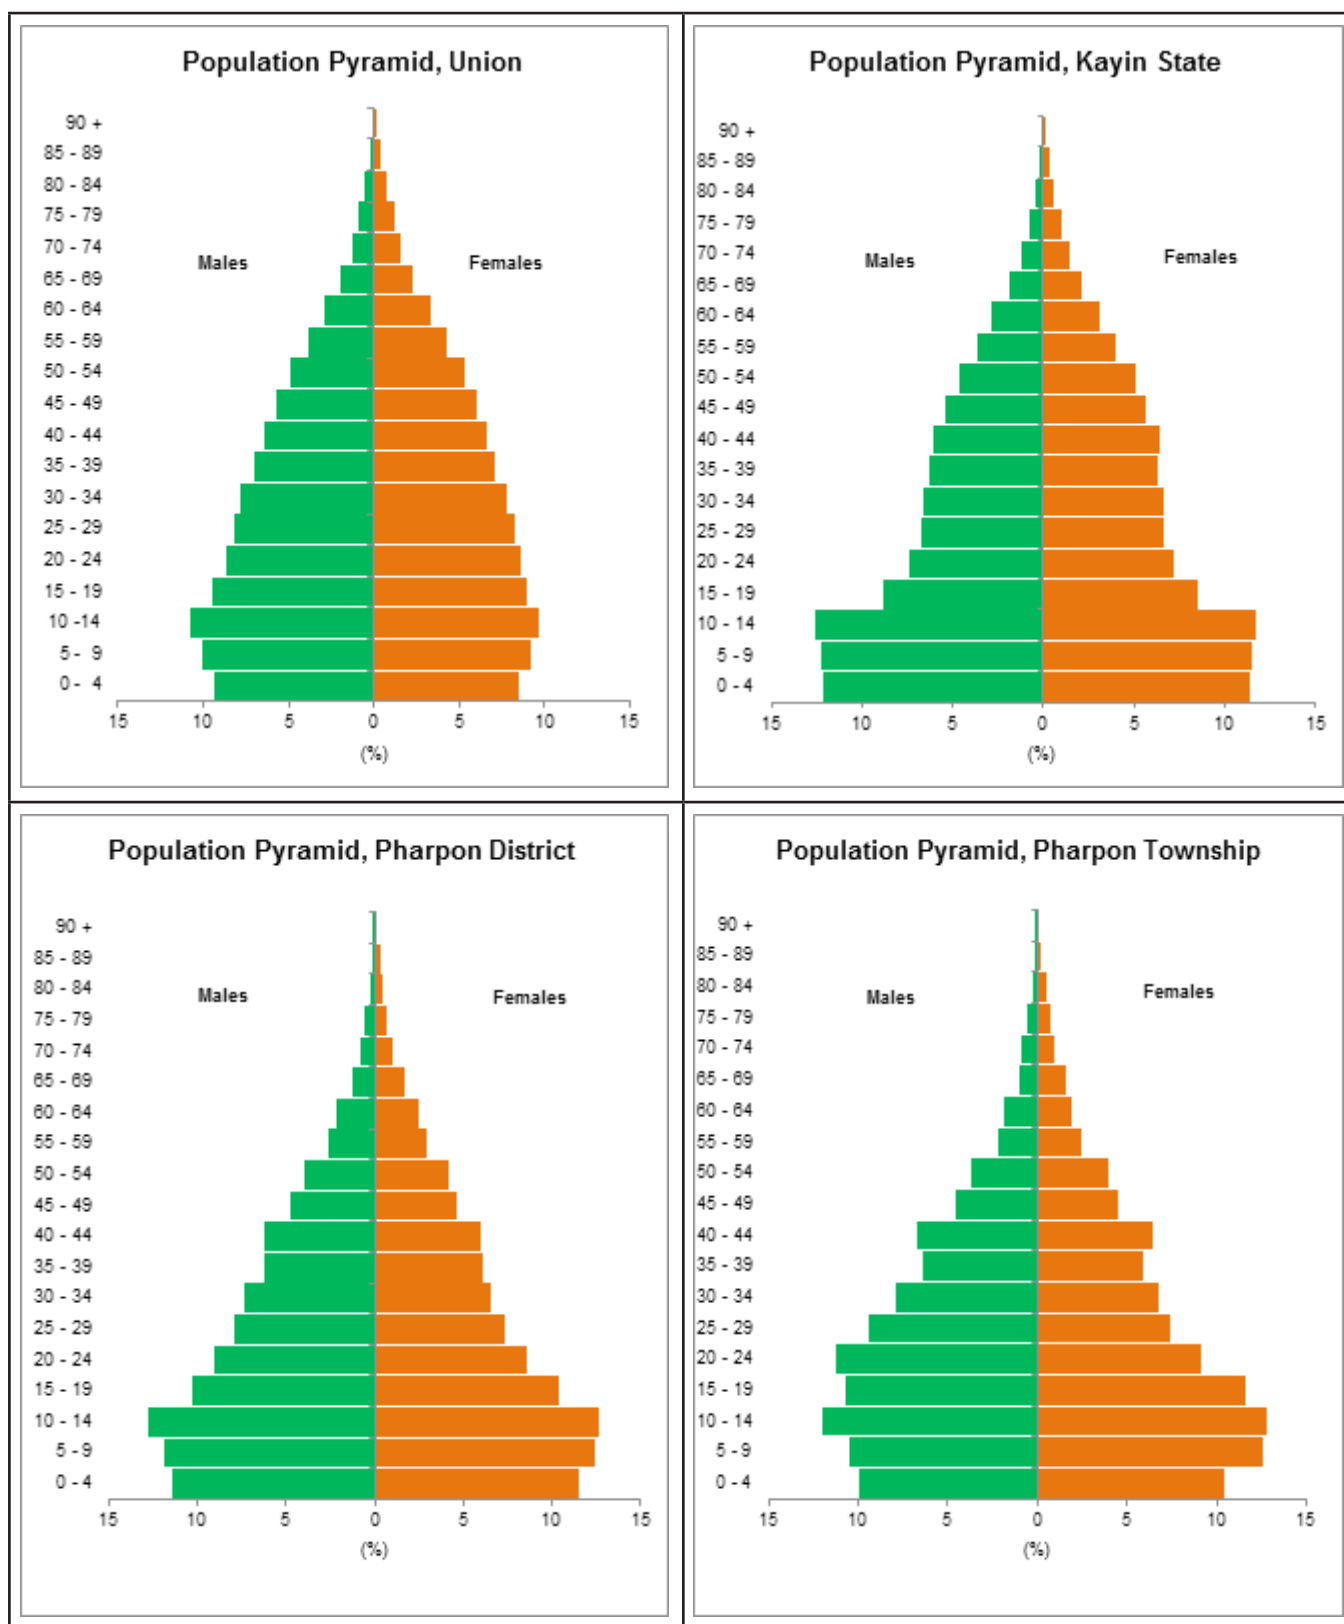 Population Pyramid, Union
90 +
85 - 89
80 - 84
75 - 79
70 - 74
65 - 69
60 - 64
55 - 59
50 - 54
45 - 49
40 - 44
35 - 39
30 - 34
25 - 29
20 - 24
15 - 19
10 -14
5 - 9
0 - 4
Males
Females
15 10 5 0 5 10 15
(%)
Population Pyramid, Kayin State
90 +
85 - 89
80 - 84
75 - 79
70 - 74
65 - 69
60 - 64
55 - 59
50 - 54
45 - 49
40 - 44
35 - 39
30 - 34
25 - 29
20 - 24
15 - 19
10 - 14
5 - 9
0 - 4
Males
Females
15 10 5 0 5 10 15
(%)
Population Pyramid, Pharpon District
90 +
85 - 89
80 - 84
75 - 79
70 - 74
65 - 69
60 - 64
55 - 59
50 - 54
45 - 49
40 - 44
35 - 39
30 - 34
25 - 29
20 - 24
15 - 19
10 - 14
5 - 9
0 - 4
Males
Females
15 10 5 0 5 10 15
(%)
Population Pyramid, Pharpon Township
90 +
85 - 89
80 - 84
75 - 79
70 - 74
65 - 69
60 - 64
55 - 59
50 - 54
45 - 49
40 - 44
35 - 39
30 - 34
25 - 29
20 - 24
15 - 19
10 - 14
5 - 9
0 - 4
Males
Females
15 10 5 0 5 10 15
(%)